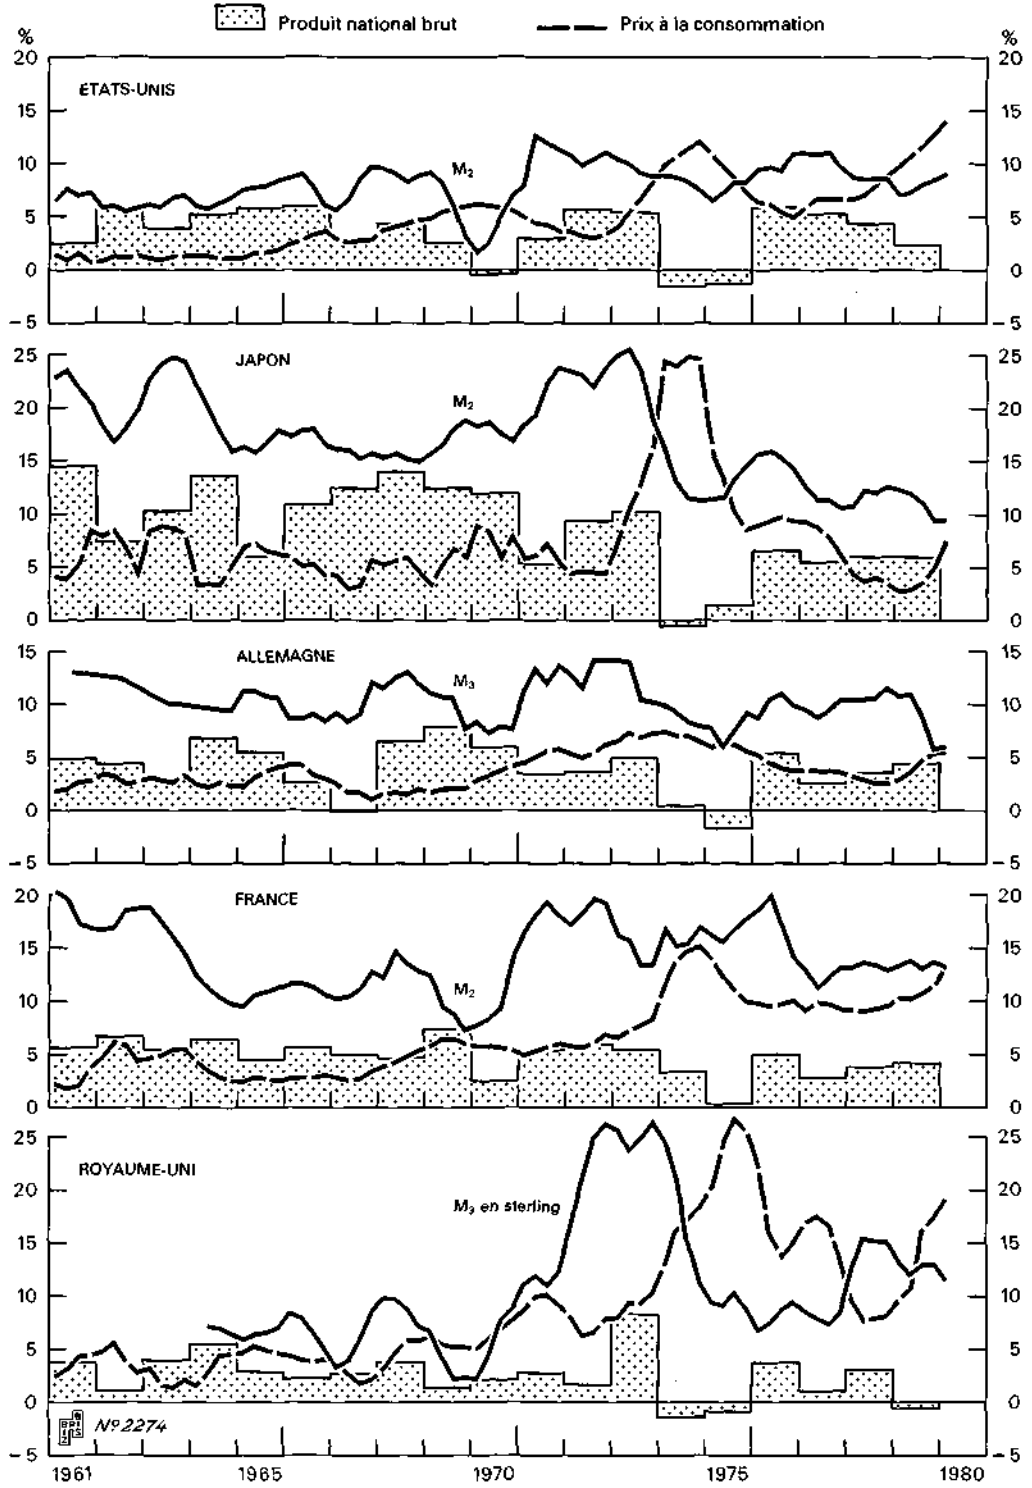 Produit national brut
Prix à la consommation
% %
20 20
ETATS-UNIS
15 15
10 10
M2
5 5
0 0
-5 -5
25 25
JAPON
M2
20 20
15 15
10 10
5 5
0 0
15 15
ALLEMAGNE
M3
10 10
5 5
0 0
-5 -5
20 20
FRANCE
15 15
10 10
M2
5 5
0 0
25 25
ROYAUME-UNI
20 20
M3 en sterling
15 15
10 10
5 5
0 0
Nº 2274
-5 -5
1961 1965 1970 1975 1980